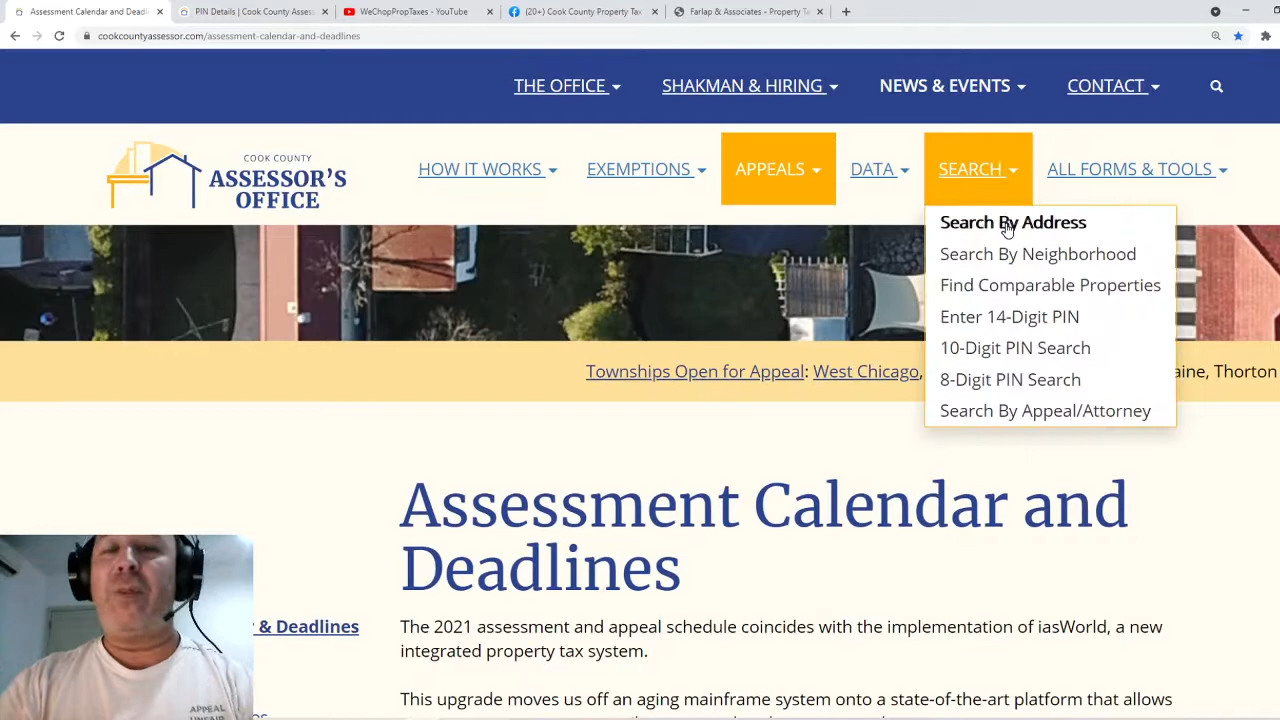 Assessment Calendar and Deadli
PIN Details | Cook County Assess
WeChopPropTaxes - YouTube
(20+) Cook County Property Tax
Farlap & Associates - Property Ta
cookcountyassessor.com/assessment-calendar-and-deadlines
THE OFFICE
SHAKMAN & HIRING
NEWS & EVENTS
CONTACT
COOK COUNTY
ASSESSOR'S
OFFICE
HOW IT WORKS
EXEMPTIONS
APPEALS
DATA
SEARCH
ALL FORMS & TOOLS
Search By Address
Search By Neighborhood
Find Comparable Properties
Enter 14-Digit PIN
10-Digit PIN Search
8-Digit PIN Search
Search By Appeal/Attorney
Townships Open for Appeal: West Chicago, aine, Thorton
Assessment Calendar and
Deadlines
& Deadlines
The 2021 assessment and appeal schedule coincides with the implementation of iasWorld, a new
integrated property tax system.
This upgrade moves us off an aging mainframe system onto a state-of-the-art platform that allows
APPEAL
UNFAIR